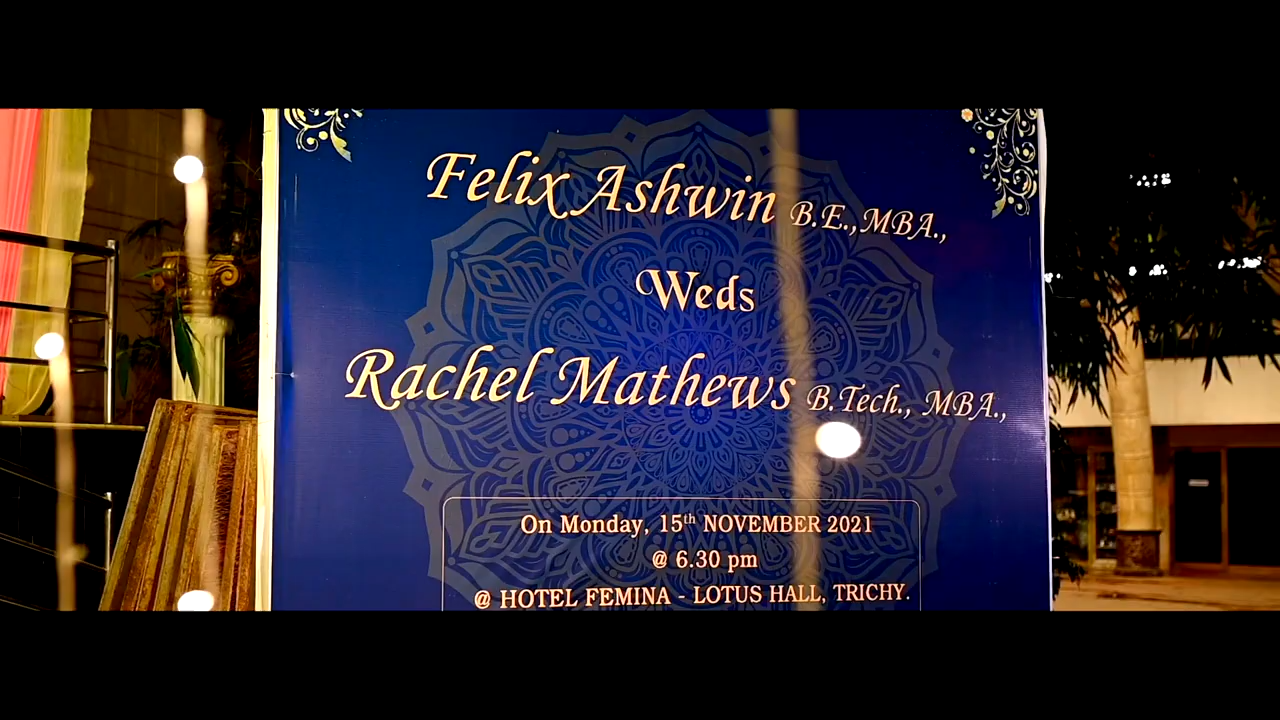 Felix Ashwin B.E.,MBA.,
Weds
Rachel Mathews B.Tech., MBA.,
On Monday, 15th NOVEMBER 2021
@ 6.30 pm
@ HOTEL FEMINA - LOTUS HALL, TRICHY.